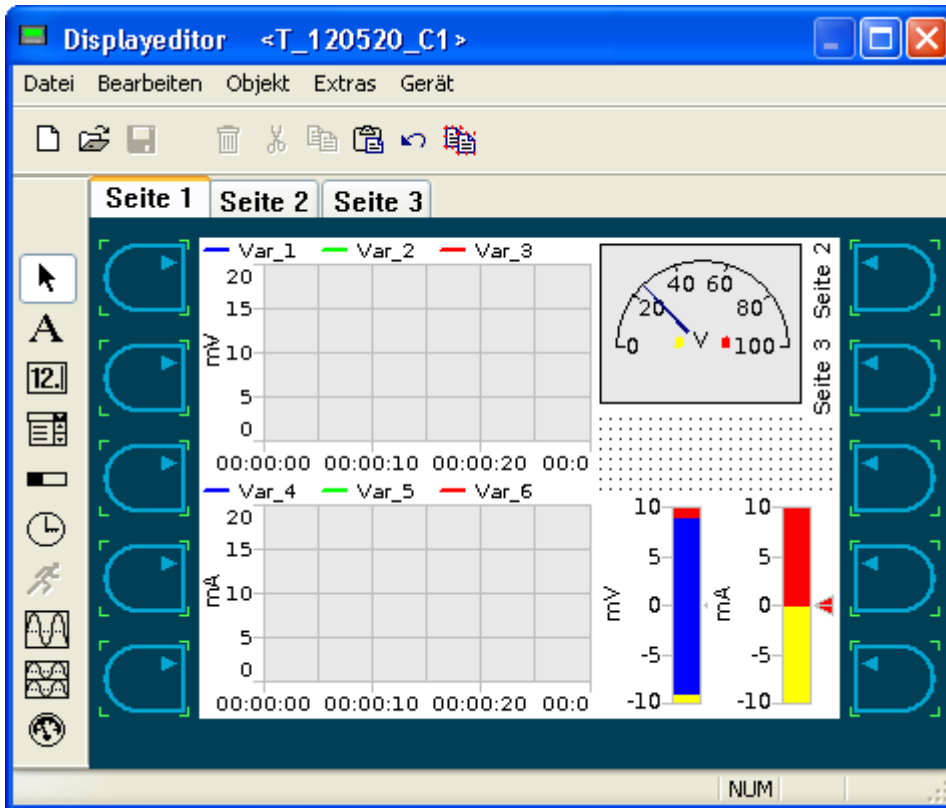 Displayeditor <T_120520_C1>
Datei Bearbeiten Objekt Extras Gerät
Seite 1 Seite 2 Seite 3
A
12.
Var_1 Var_2 Var_3
20
15
10
5
0
mV
00:00:00 00:00:10 00:00:20 00:0
0 20 40 60 80 100
V
Seite 2
Seite 3
Var_4 Var_5 Var_6
20
15
10
5
0
mA
00:00:00 00:00:10 00:00:20 00:0
10
5
0
-5
-10
mV
10
5
0
-5
-10
mA
NUM